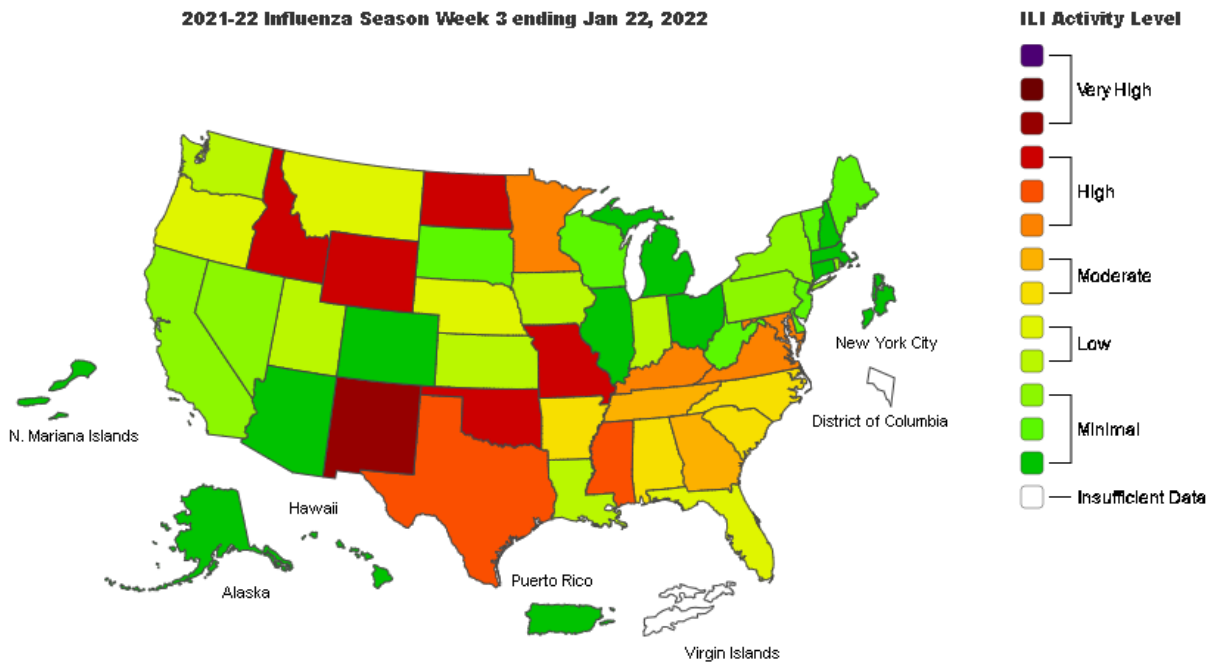 2021-22 Influenza Season Week 3 ending Jan 22, 2022
ILI Activity Level
Very High
High
Moderate
Low
Minimal
Insufficient Data
New York City
District of Columbia
N. Mariana Islands
Hawaii
Alaska
Puerto Rico
Virgin Islands